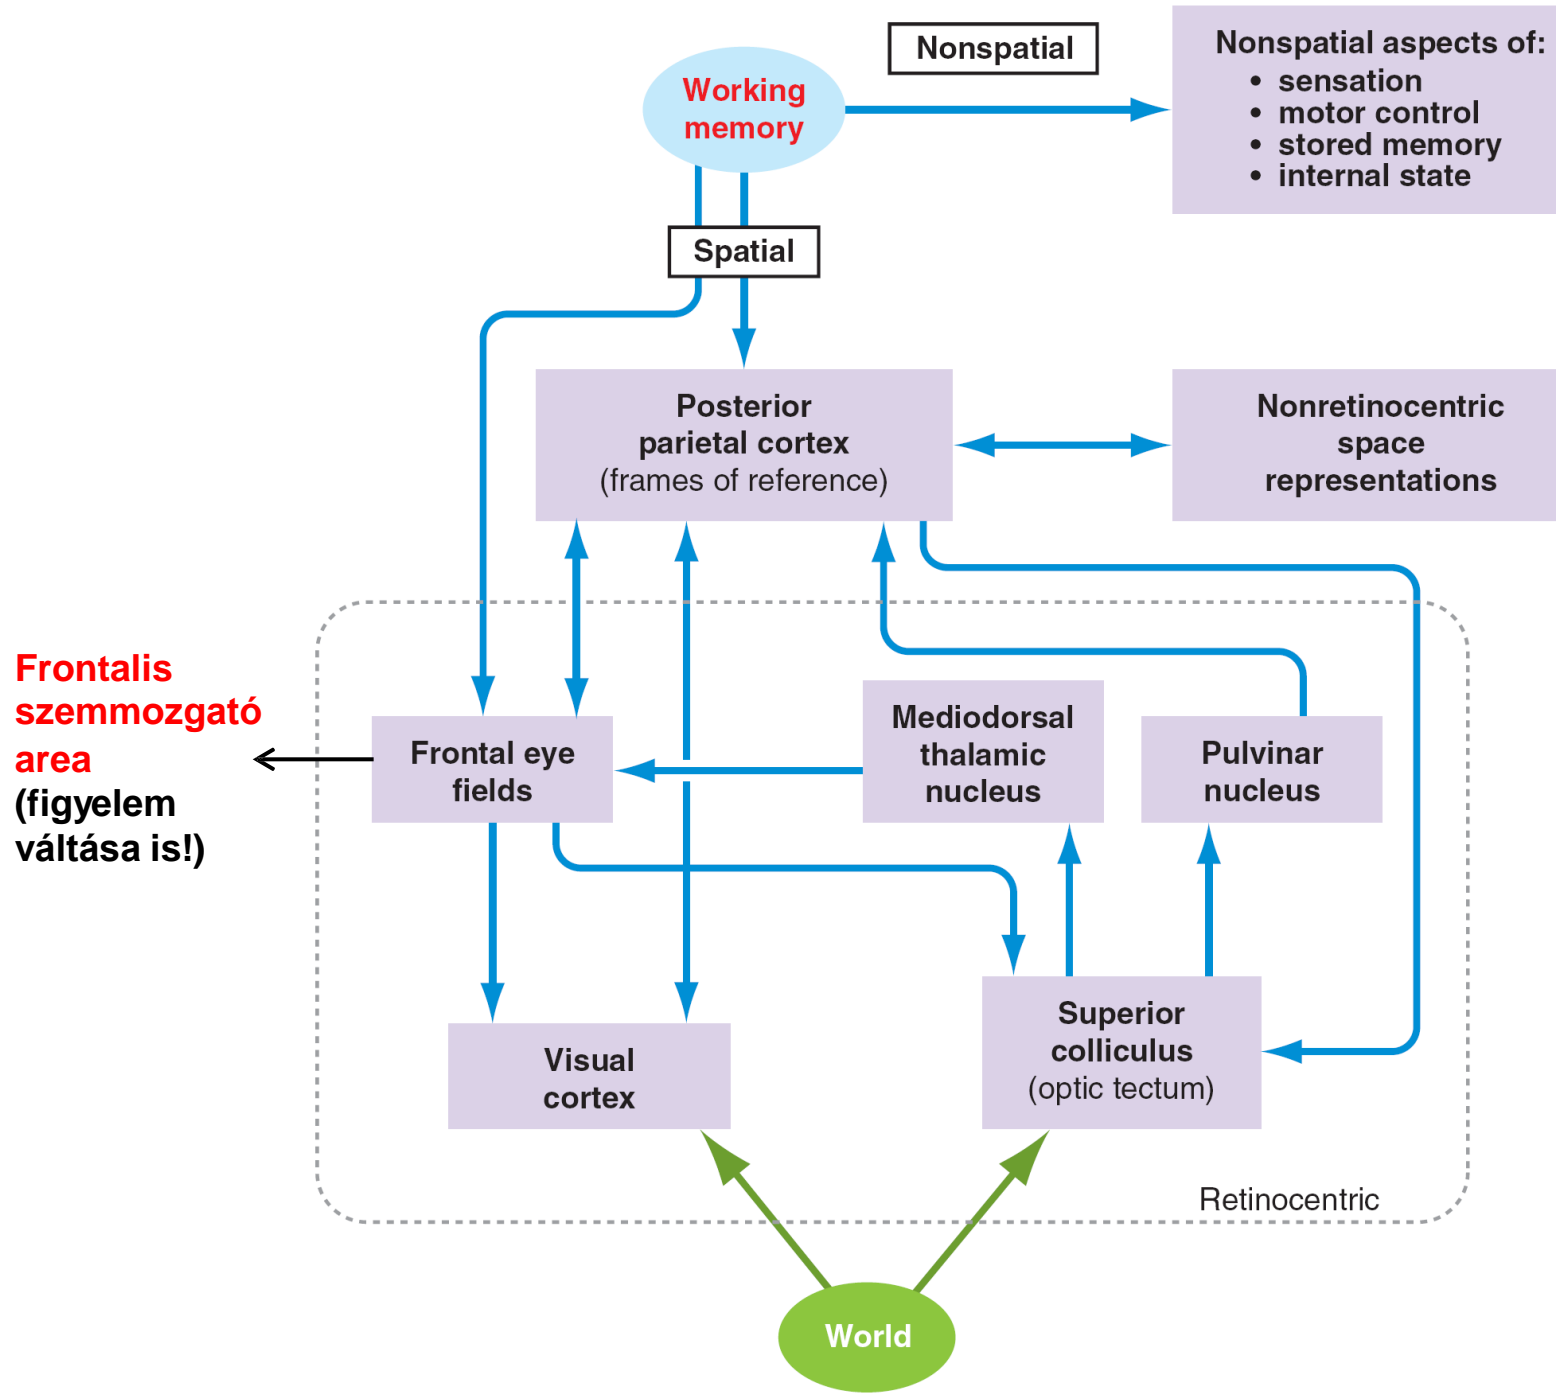 Nonspatial
Nonspatial aspects of:
• sensation
• motor control
• stored memory
• internal state
Working
memory
Spatial
Posterior
parietal cortex
(frames of reference)
Nonretinocentric
space
representations
Frontalis
szemmozgató
area
(figyelem
váltása is!)
Frontal eye
fields
Mediodorsal
thalamic
nucleus
Pulvinar
nucleus
Visual
cortex
Superior
colliculus
(optic tectum)
Retinocentric
World